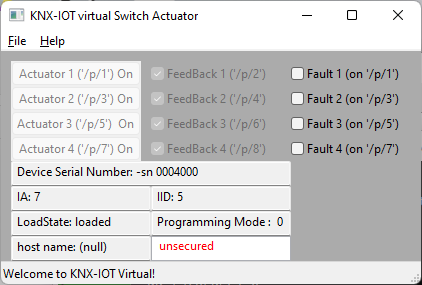 KNX-IOT virtual Switch Actuator
File Help
Actuator 1 ('/p/1') On FeedBack 1 ('/p/2') Fault 1 (on '/p/1')
Actuator 2 ('/p/3') On FeedBack 2 ('/p/4') Fault 2 (on '/p/3')
Actuator 3 ('/p/5') On FeedBack 3 ('/p/6') Fault 3 (on '/p/5')
Actuator 4 ('/p/7') On FeedBack 4 ('/p/8') Fault 4 (on '/p/7')
Device Serial Number: -sn 0004000
IA: 7 IID: 5
LoadState: loaded Programming Mode : 0
host name: (null) unsecured
Welcome to KNX-IOT Virtual!